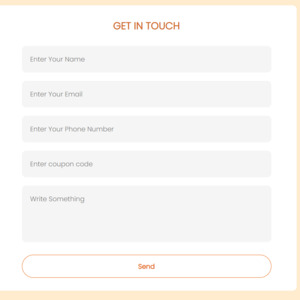 GET IN TOUCH
Enter Your Name
Enter Your Email
Enter Your Phone Number
Enter coupon code
Write Something
Send